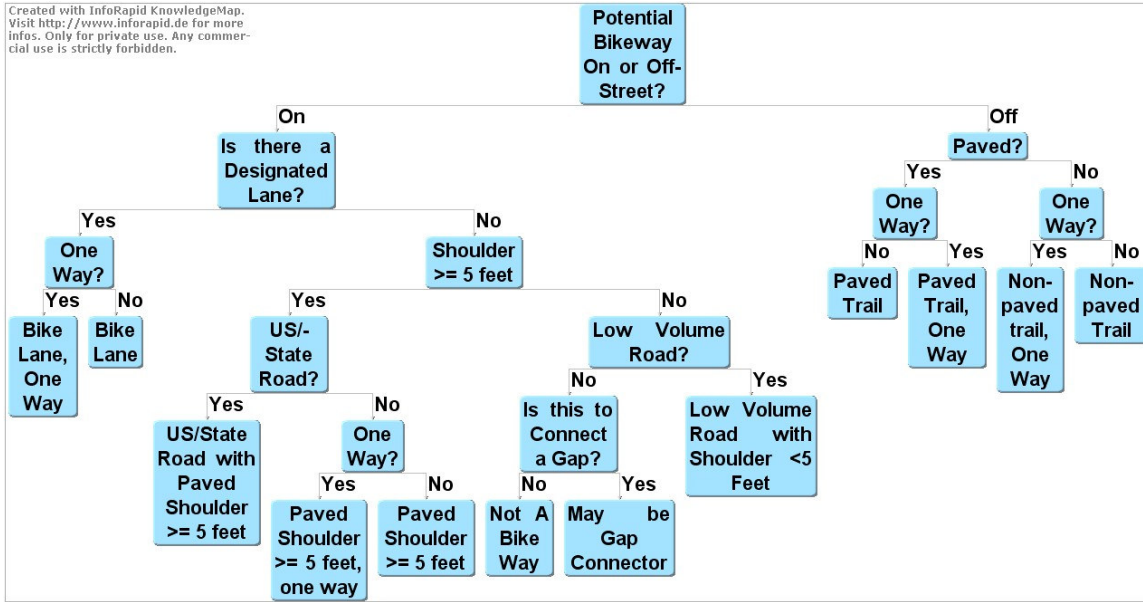 Created with InfoRapid KnowledgeMap.
Visit http://www.inforapid.de for more
infos. Only for private use. Any commer-
cial use is strictly forbidden.
Potential
Bikeway
On or Off-
Street?
On
Off
Is there a
Designated
Lane?
Paved?
Yes
No
Yes
No
One
Way?
Shoulder
>= 5 feet
One
Way?
One
Way?
Yes
No
Bike
Lane,
One
Way
Bike
Lane
Yes
No
US/-
State
Road?
Low Volume
Road?
No
Yes
Yes
No
Paved
Trail
Paved
Trail,
One
Way
Non-
paved
trail,
One
Way
Non-
paved
Trail
Yes
No
No
Yes
US/State
Road with
Paved
Shoulder
>= 5 feet
One
Way?
Is this to
Connect
a Gap?
Low Volume
Road with
Shoulder <5
Feet
Yes
No
No
Yes
Paved
Shoulder
>= 5 feet,
one way
Paved
Shoulder
>= 5 feet
Not A
Bike
Way
May be
Gap
Connector